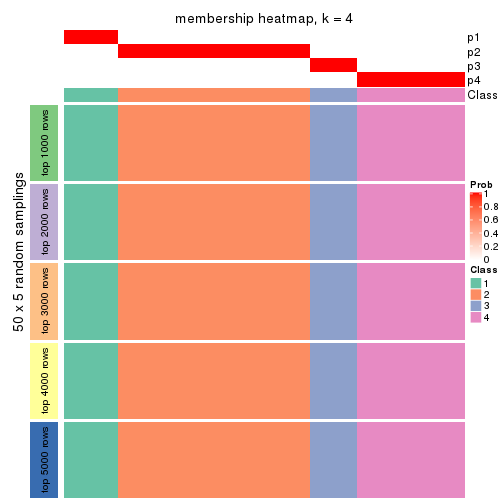 membership heatmap, k = 4
p1
p2
p3
p4
Class
50 x 5 random samplings
top 1000 rows
top 2000 rows
top 3000 rows
top 4000 rows
top 5000 rows
Prob
1
0.8
0.6
0.4
0.2
0
Class
1
2
3
4